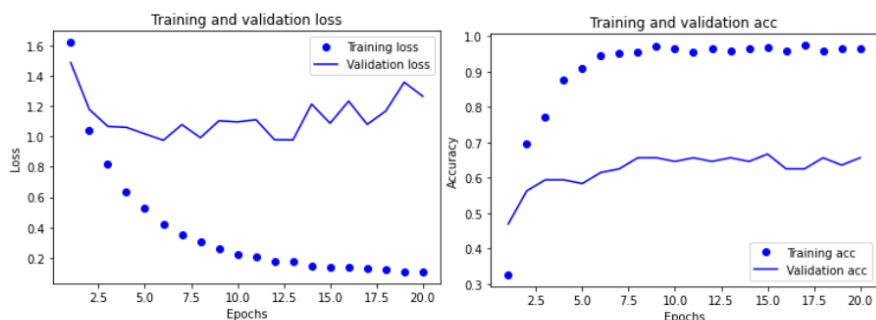 Training and validation loss
1.6
1.4
1.2
1.0
0.8
0.6
0.4
0.2
Loss
Training loss
Validation loss
2.5 5.0 7.5 10.0 12.5 15.0 17.5 20.0
Epochs
Training and validation acc
1.0
0.9
0.8
0.7
0.6
0.5
0.4
0.3
Accuracy
Training acc
Validation acc
2.5 5.0 7.5 10.0 12.5 15.0 17.5 20.0
Epochs